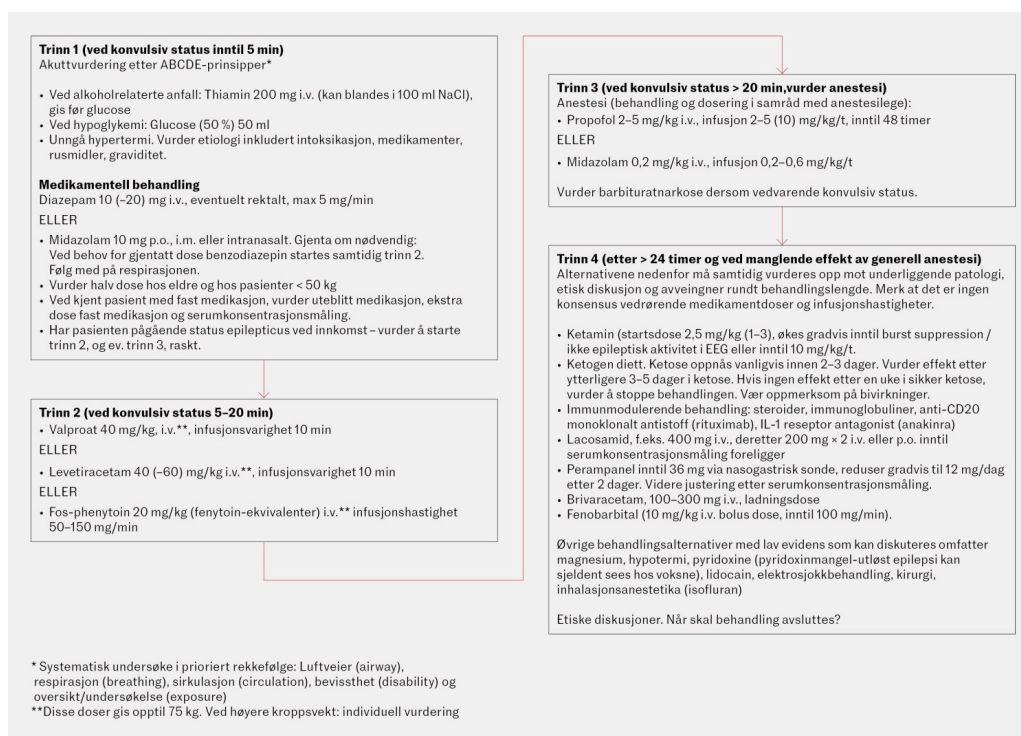 Trinn 1 (ved konvulsiv status inntil 5 min)
Akuttvurdering etter ABCDE-prinsipper*
• Ved alkoholrelaterte anfall: Thiamin 200 mg i.v. (kan blandes i 100 ml NaCl),
gis før glucose
• Ved hypoglykemi: Glucose (50 %) 50 ml
• Unngå hypertermi. Vurder etiologi inkludert intoksikasjon, medikamenter,
rusmidler, graviditet.
Medikamentell behandling
Diazepam 10 (–20) mg i.v., eventuelt rektalt, max 5 mg/min
ELLER
• Midazolam 10 mg p.o., i.m. eller intranasalt. Gjenta om nødvendig:
Ved behov for gjentatt dose benzodiazepin startes samtidig trinn 2.
Følg med på respirasjonen.
• Vurder halv dose hos eldre og hos pasienter < 50 kg
• Ved kjent pasient med fast medikasjon, vurder uteblitt medikasjon, ekstra
dose fast medikasjon og serumkonsentrasjonsmåling.
• Har pasienten pågående status epilepticus ved innkomst – vurder å starte
trinn 2, og ev. trinn 3, raskt.
Trinn 2 (ved konvulsiv status 5–20 min)
• Valproat 40 mg/kg, i.v.**, infusjonsvarighet 10 min
ELLER
• Levetiracetam 40 (–60) mg/kg i.v.**, infusjonsvarighet 10 min
ELLER
• Fos-phenytoin 20 mg/kg (fenytoin-ekvivalenter) i.v.** infusjonshastighet
50–150 mg/min
Trinn 3 (ved konvulsiv status > 20 min,vurder anestesi)
Anestesi (behandling og dosering i samråd med anestesilege):
• Propofol 2–5 mg/kg i.v., infusjon 2–5 (10) mg/kg/t, inntil 48 timer
ELLER
• Midazolam 0,2 mg/kg i.v., infusjon 0,2–0,6 mg/kg/t
Vurder barbituratnarkose dersom vedvarende konvulsiv status.
Trinn 4 (etter > 24 timer og ved manglende effekt av generell anestesi)
Alternativene nedenfor må samtidig vurderes opp mot underliggende patologi,
etisk diskusjon og avveingner rundt behandlingslengde. Merk at det er ingen
konsensus vedrørende medikamentdoser og infusjonshastigheter.
• Ketamin (startsdose 2,5 mg/kg (1–3), økes gradvis inntil burst suppression /
ikke epileptisk aktivitet i EEG eller inntil 10 mg/kg/t.
• Ketogen diett. Ketose oppnås vanligvis innen 2–3 dager. Vurder effekt etter
ytterligere 3–5 dager i ketose. Hvis ingen effekt etter en uke i sikker ketose,
vurder å stoppe behandlingen. Vær oppmerksom på bivirkninger.
• Immunmodulerende behandling: steroider, immunoglobuliner, anti-CD20
monoklonalt antistoff (rituximab), IL-1 reseptor antagonist (anakinra)
• Lacosamid, f.eks. 400 mg i.v., deretter 200 mg × 2 i.v. eller p.o. inntil
serumkonsentrasjonsmåling foreligger
• Perampanel inntil 36 mg via nasogastrisk sonde, reduser gradvis til 12 mg/dag
etter 2 dager. Videre justering etter serumkonsentrasjonsmåling.
• Brivaracetam, 100–300 mg i.v., ladningsdose
• Fenobarbital (10 mg/kg i.v. bolus dose, inntil 100 mg/min).
Øvrige behandlingsalternativer med lav evidens som kan diskuteres omfatter
magnesium, hypotermi, pyridoxine (pyridoxinmangel-utløst epilepsi kan
sjeldent sees hos voksne), lidocain, elektrosjokkbehandling, kirurgi,
inhalasjonsanestetika (isofluran)
Etiske diskusjoner. Når skal behandling avsluttes?
* Systematisk undersøke i prioriert rekkefølge: Luftveier (airway),
respirasjon (breathing), sirkulasjon (circulation), bevissthet (disability) og
oversikt/undersøkelse (exposure)
**Disse doser gis opptil 75 kg. Ved høyere kroppsvekt: individuell vurdering